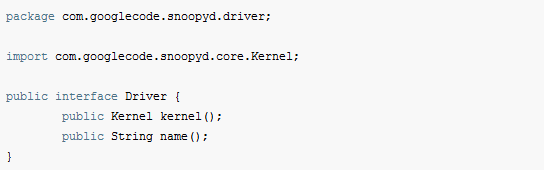 package com.googlecode.snoopyd.driver;
import com.googlecode.snoopyd.core.Kernel;
public interface Driver {
public Kernel kernel();
public String name();
}